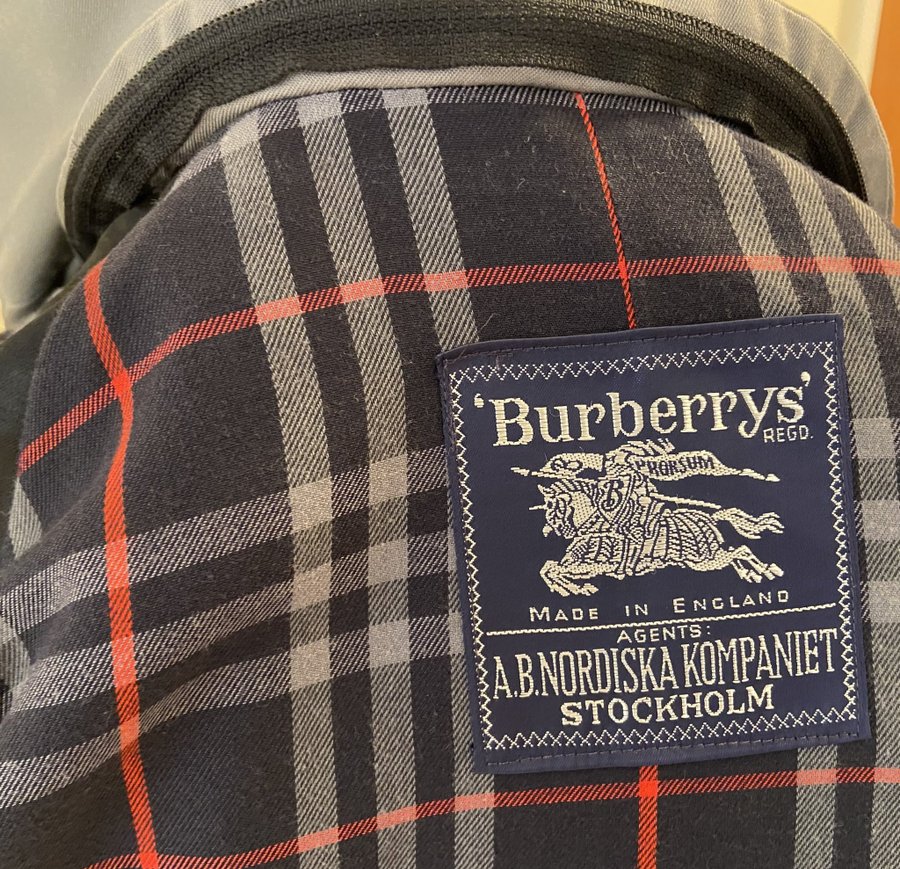 'Burberrys'
REGD.
PRORSUM
MADE IN ENGLAND
AGENTS:
A.B.NORDISKA KOMPANIET
STOCKHOLM